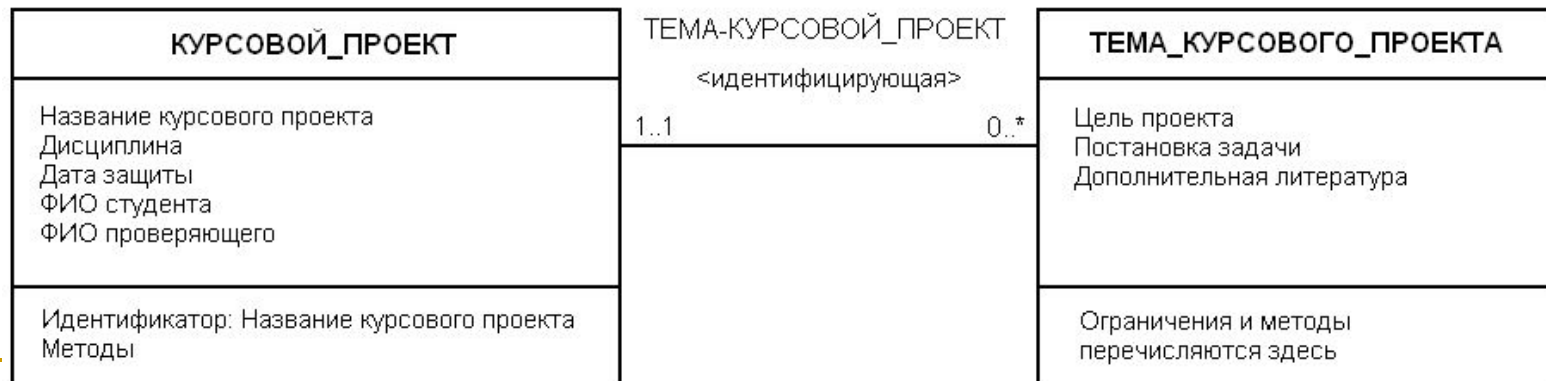 КУРСОВОЙ_ПРОЕКТ
Название курсового проекта
Дисциплина
Дата защиты
ФИО студента
ФИО проверяющего
Идентификатор: Название курсового проекта
Методы
ТЕМА-КУРСОВОЙ_ПРОЕКТ
<идентифицирующая>
1..1
0..*
ТЕМА_КУРСОВОГО_ПРОЕКТА
Цель проекта
Постановка задачи
Дополнительная литература
Ограничения и методы
перечисляются здесь